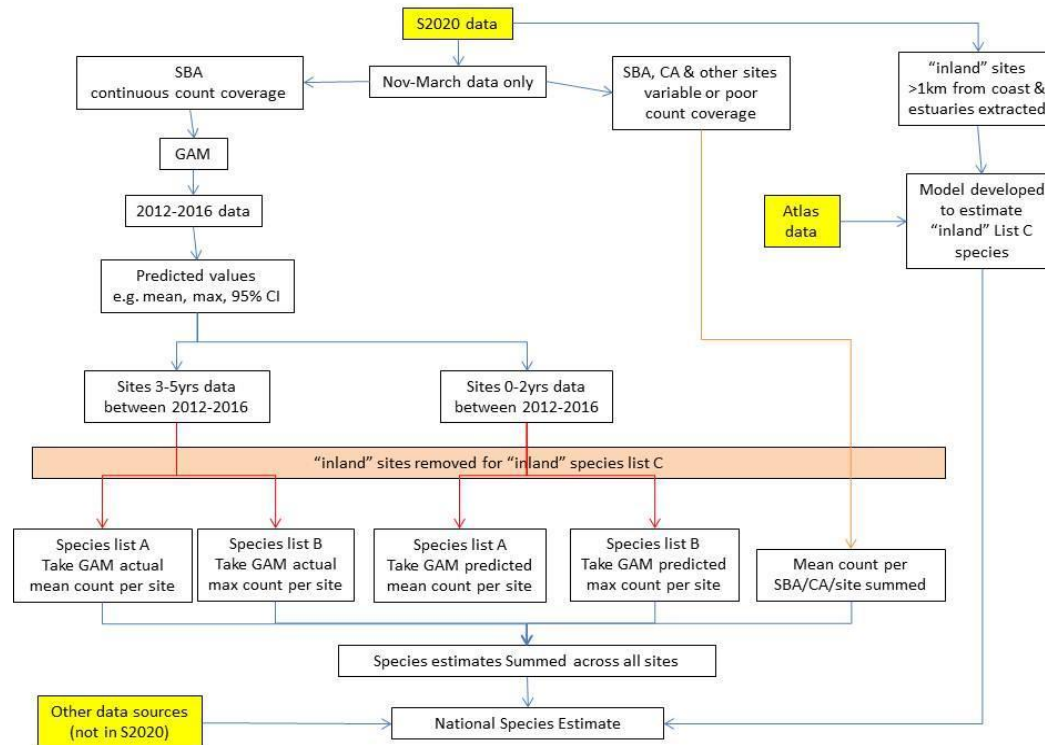 S2020 data
SBA
continuous count coverage
Nov-March data only
SBA, CA & other sites
variable or poor
count coverage
"inland" sites
>1km from coast &
estuaries extracted
GAM
2012-2016 data
Atlas
data
Model developed
to estimate
"inland" List C
species
Predicted values
e.g. mean, max, 95% CI
Sites 3-5yrs data
between 2012-2016
Sites 0-2yrs data
between 2012-2016
"inland" sites removed for "inland" species list C
Species list A
Take GAM actual
mean count per site
Species list B
Take GAM actual
max count per site
Species list A
Take GAM predicted
mean count per site
Species list B
Take GAM predicted
max count per site
Mean count per
SBA/CA/site summed
Species estimates Summed across all sites
Other data sources
(not in S2020)
National Species Estimate